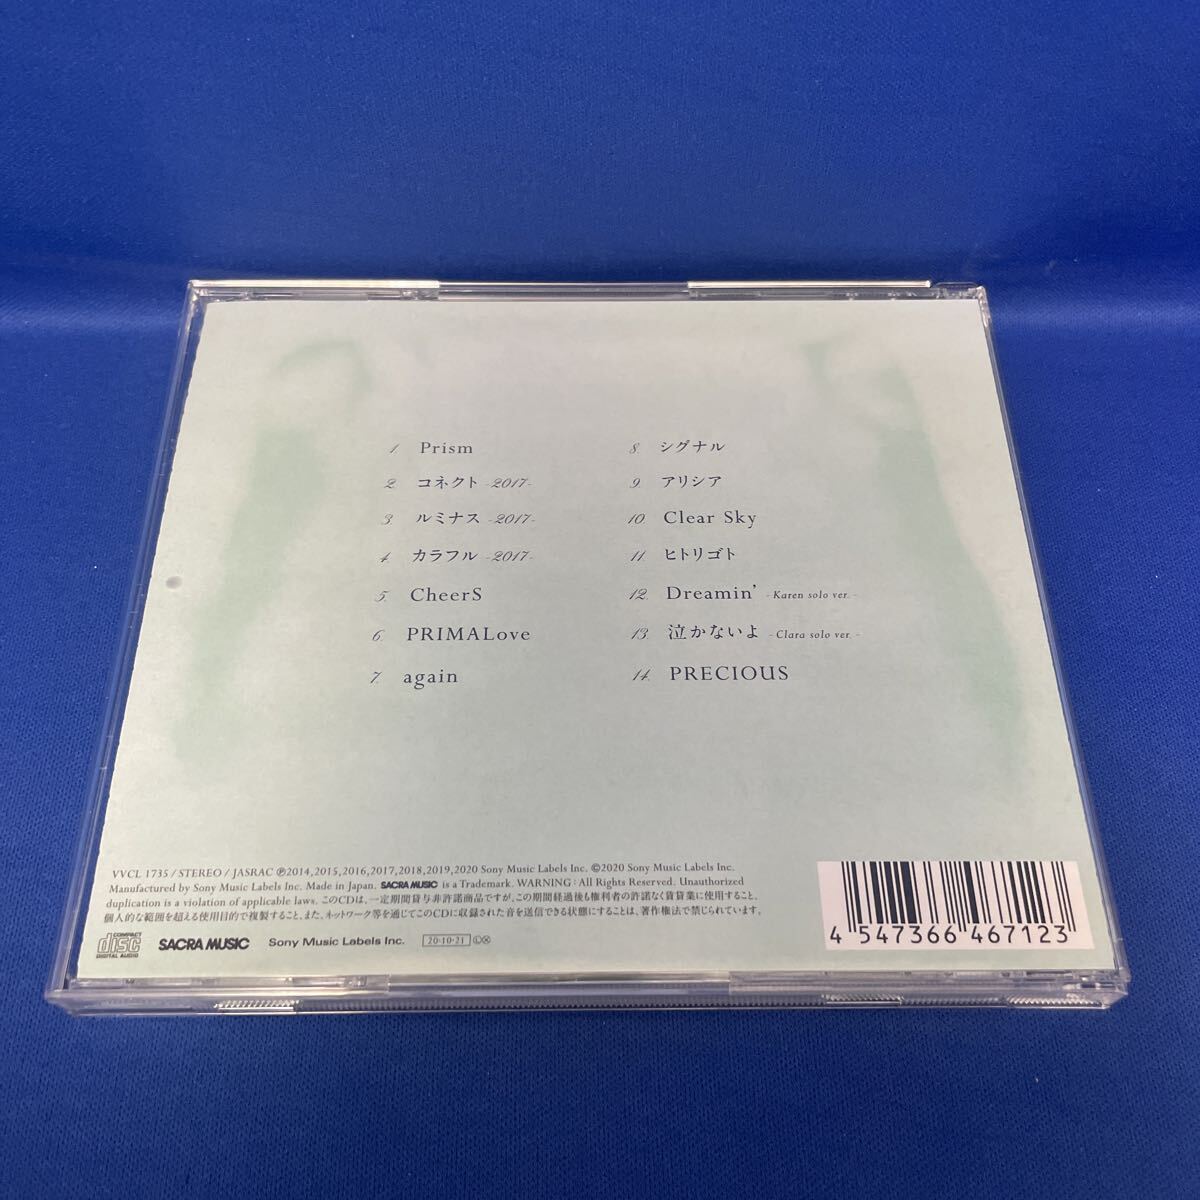 1. Prism
2. コネクト -2017-
3. ルミナス -2017-
4. カラフル -2017-
5. CheerS
6. PRIMALove
7. again
8. シグナル
9. アリシア
10. Clear Sky
11. ヒトリゴト
12. Dreamin' - Karen solo ver. -
13. 泣かないよ - Clara solo ver. -
14. PRECIOUS
VVCL 1735 / STEREO / JASRAC ℗2014,2015,2016,2017,2018,2019,2020 Sony Music Labels Inc. ©2020 Sony Music Labels Inc.
Manufactured by Sony Music Labels Inc. Made in Japan. SACRA MUSIC is a Trademark. WARNING : All Rights Reserved. Unauthorized
duplication is a violation of applicable laws. このCDは、一定期間貸与非許諾商品ですが、この期間経過後も権利者の許諾なく賃貸業に使用すること、
個人的な範囲を超える使用目的で複製すること、また、ネットワーク等を通じてこのCDに収録された音を送信できる状態にすることは、著作権法で禁じられています。
COMPACT disc DIGITAL AUDIO SACRA MUSIC Sony Music Labels Inc. 20·10·21 Ⓛⓧ
4 547366 467123